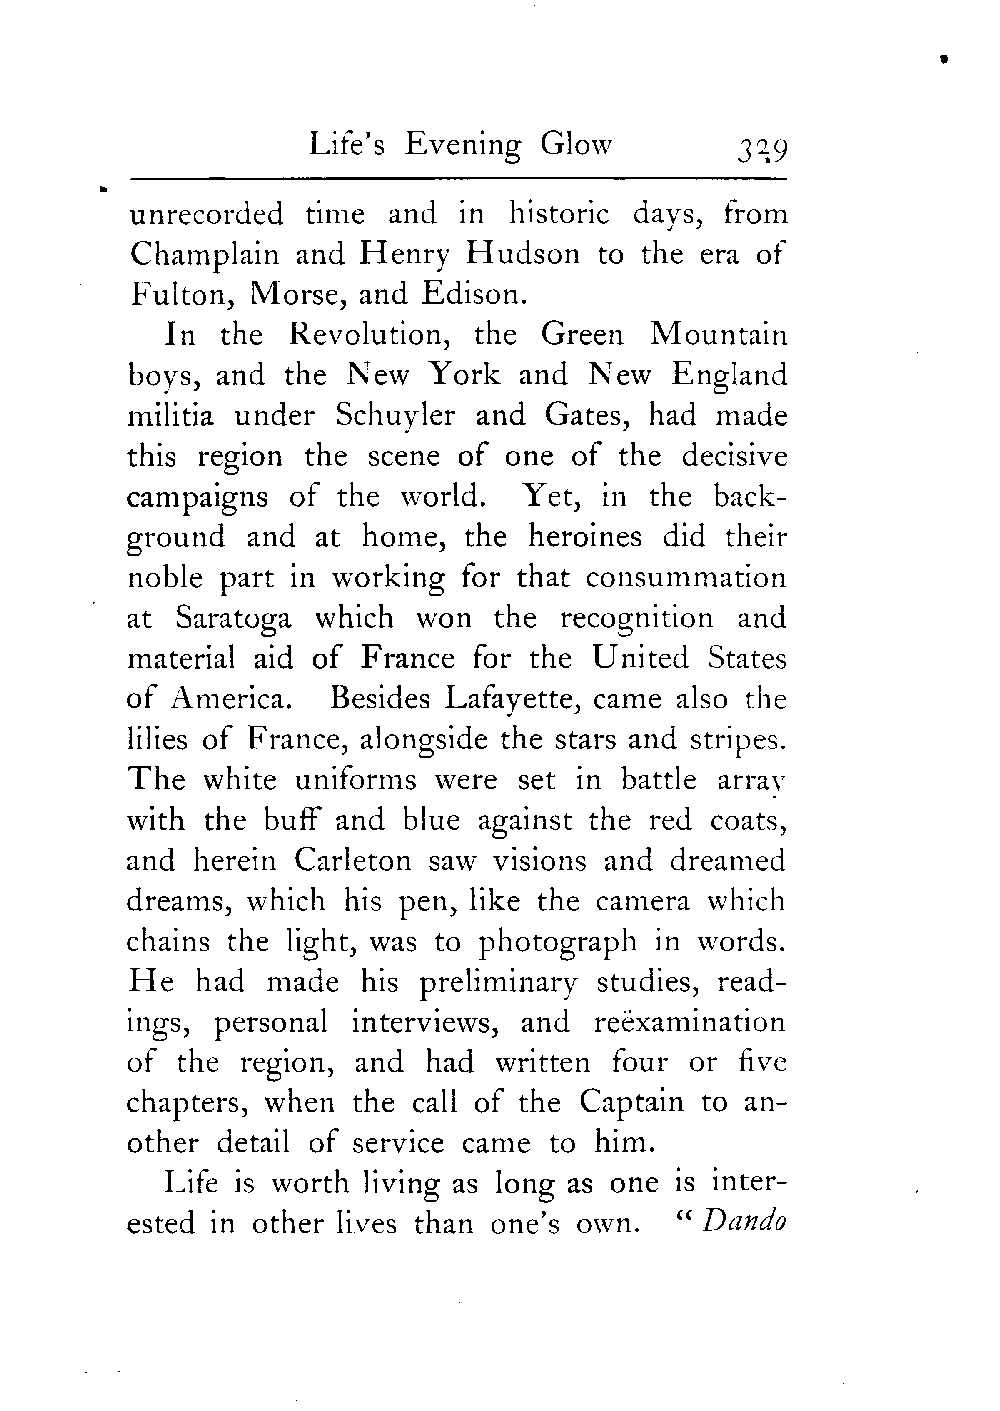 Life's Evening Glow 329
unrecorded time and in historic days, from
Champlain and Henry Hudson to the era of
Fulton, Morse, and Edison.
In the Revolution, the Green Mountain
boys, and the New York and New England
militia under Schuyler and Gates, had made
this region the scene of one of the decisive
campaigns of the world. Yet, in the back-
ground and at home, the heroines did their
noble part in working for that consummation
at Saratoga which won the recognition and
material aid of France for the United States
of America. Besides Lafayette, came also the
lilies of France, alongside the stars and stripes.
The white uniforms were set in battle array
with the buff and blue against the red coats,
and herein Carleton saw visions and dreamed
dreams, which his pen, like the camera which
chains the light, was to photograph in words.
He had made his preliminary studies, read-
ings, personal interviews, and reëxamination
of the region, and had written four or five
chapters, when the call of the Captain to an-
other detail of service came to him.
Life is worth living as long as one is inter-
ested in other lives than one's own. “ Dando